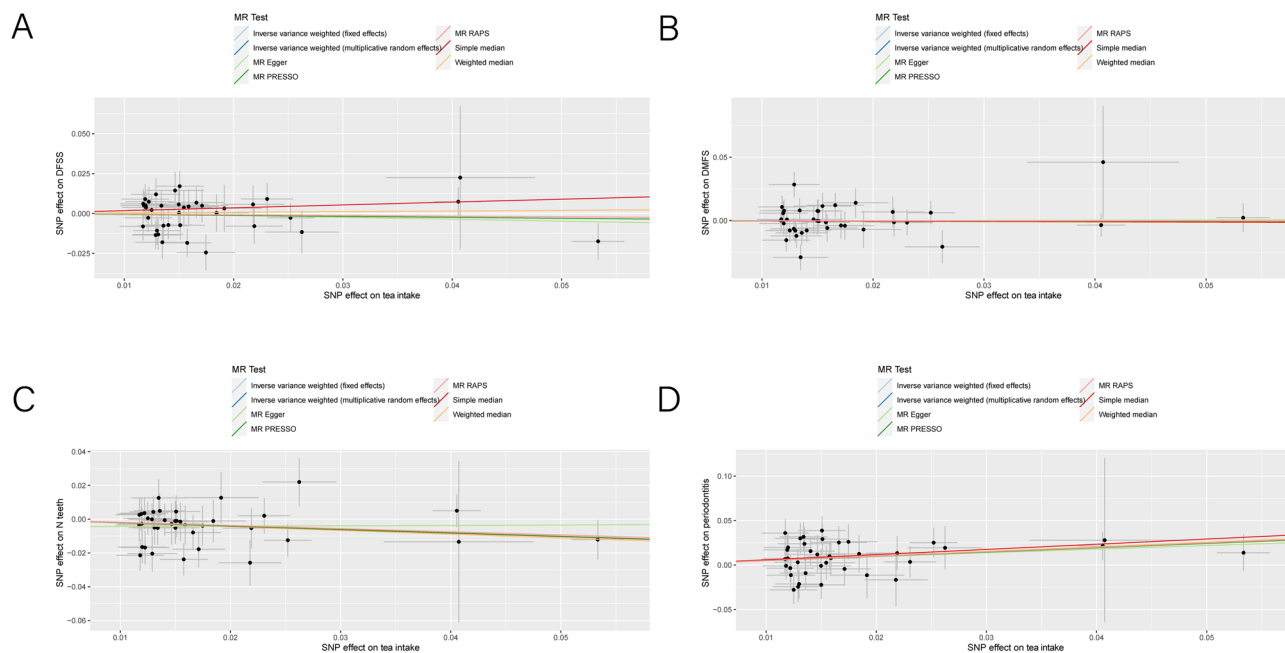 A
MR Test
Inverse variance weighted (fixed effects)
MR RAPS
Inverse variance weighted (multiplicative random effects)
Simple median
MR Egger
Weighted median
MR PRESSO
0.050
0.025
0.000
−0.025
SNP effect on DFSS
0.01
0.02
0.03
0.04
0.05
SNP effect on tea intake
B
MR Test
Inverse variance weighted (fixed effects)
MR RAPS
Inverse variance weighted (multiplicative random effects)
Simple median
MR Egger
Weighted median
MR PRESSO
0.05
0.00
SNP effect on DMFS
0.01
0.02
0.03
0.04
0.05
SNP effect on tea intake
C
MR Test
Inverse variance weighted (fixed effects)
MR RAPS
Inverse variance weighted (multiplicative random effects)
Simple median
MR Egger
Weighted median
MR PRESSO
0.04
0.02
0.00
−0.02
−0.04
−0.06
SNP effect on N teeth
0.01
0.02
0.03
0.04
0.05
SNP effect on tea intake
D
MR Test
Inverse variance weighted (fixed effects)
MR RAPS
Inverse variance weighted (multiplicative random effects)
Simple median
MR Egger
Weighted median
MR PRESSO
0.10
0.05
0.00
−0.05
SNP effect on periodontitis
0.01
0.02
0.03
0.04
0.05
SNP effect on tea intake